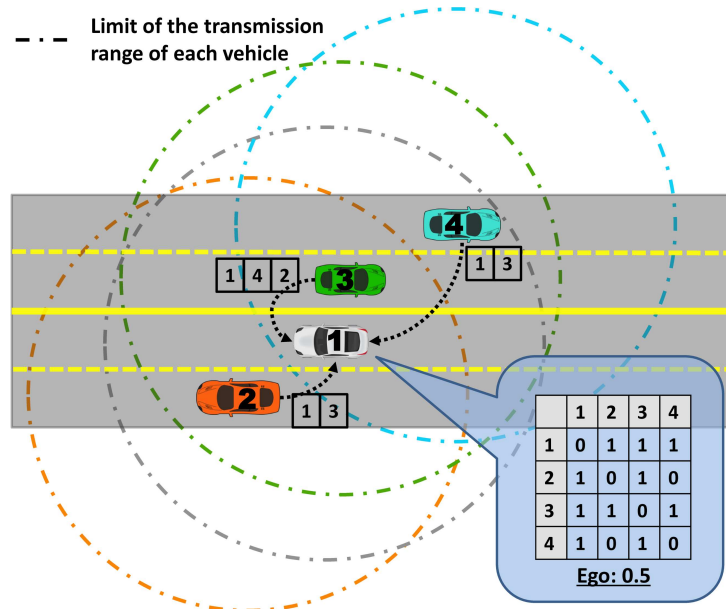 Limit of the transmission
range of each vehicle
4
1 4 2
3
1 3
1
2
1 3
1 2 3 4
1 0 1 1 1
2 1 0 1 0
3 1 1 0 1
4 1 0 1 0
Ego: 0.5